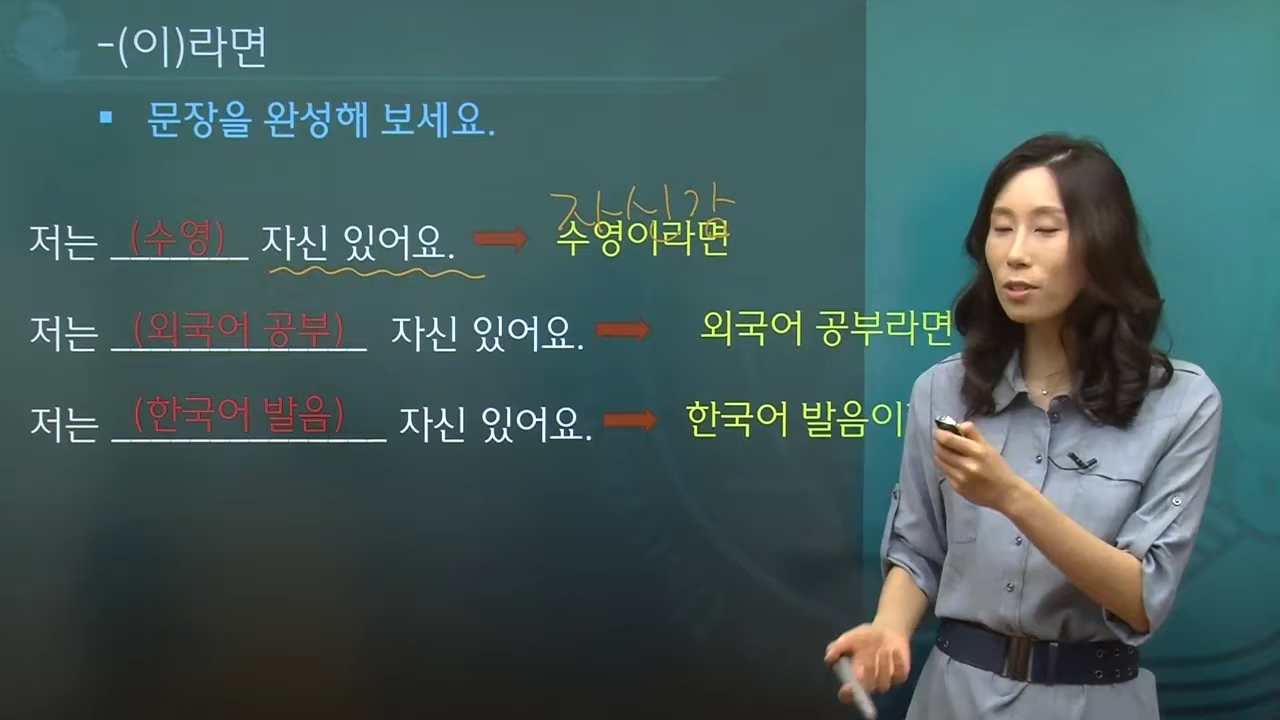 -(이)라면
▪ 문장을 완성해 보세요.
자신감
저는 (수영) 자신 있어요. ➡ 수영이라면
저는 (외국어 공부) 자신 있어요. ➡ 외국어 공부라면
저는 (한국어 발음) 자신 있어요. ➡ 한국어 발음이